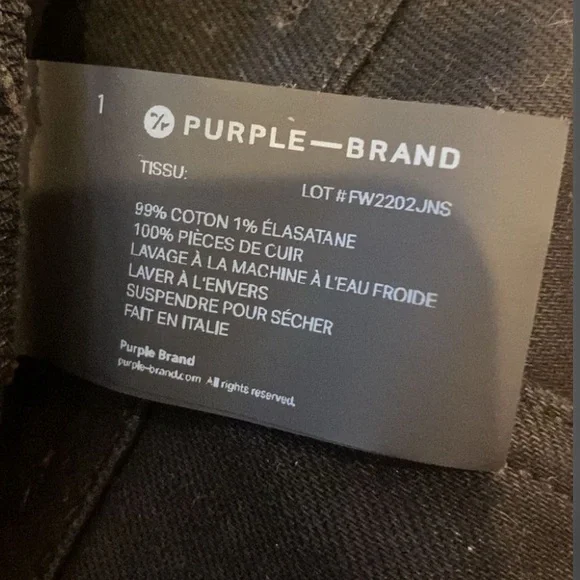 1
PURPLE—BRAND
TISSU:
LOT #FW2202JNS
99% COTON 1% ÉLASATANE
100% PIÈCES DE CUIR
LAVAGE À LA MACHINE À L'EAU FROIDE
LAVER À L'ENVERS
SUSPENDRE POUR SÉCHER
FAIT EN ITALIE
Purple Brand
purple-brand.com All rights reserved.